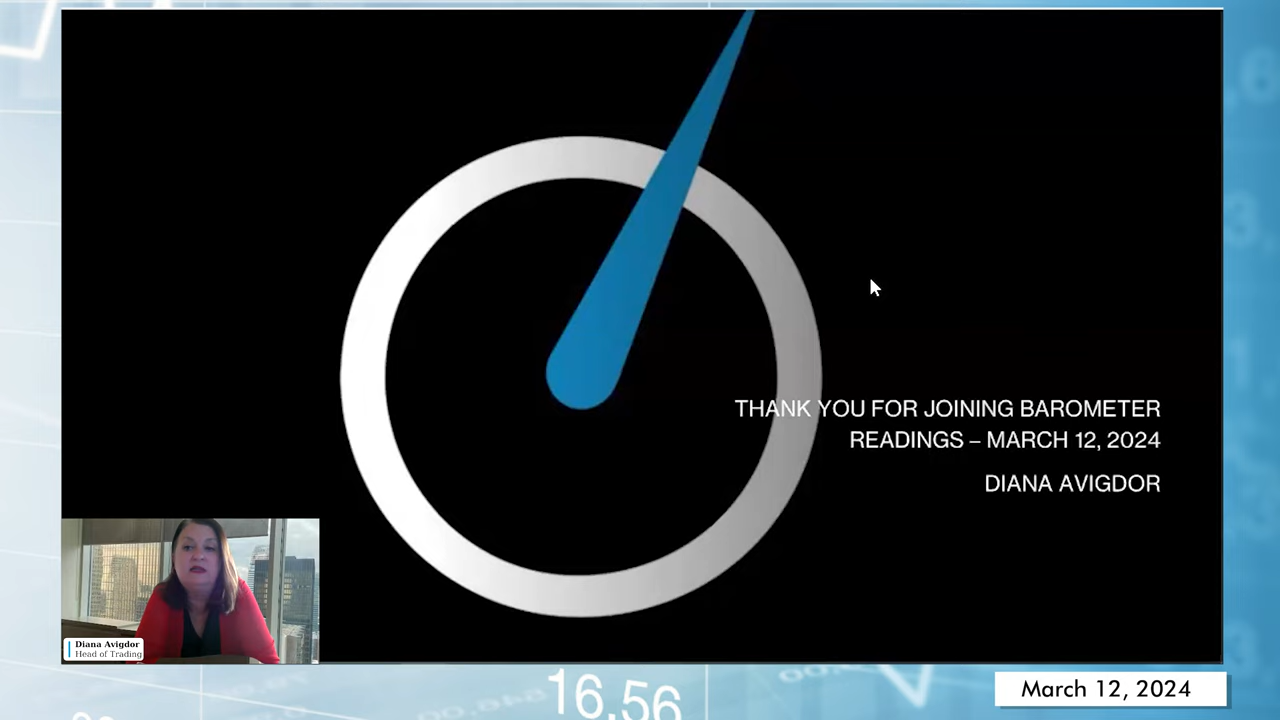 THANK YOU FOR JOINING BAROMETER
READINGS – MARCH 12, 2024
DIANA AVIGDOR
Diana Avigdor
Head of Trading
16.56
March 12, 2024